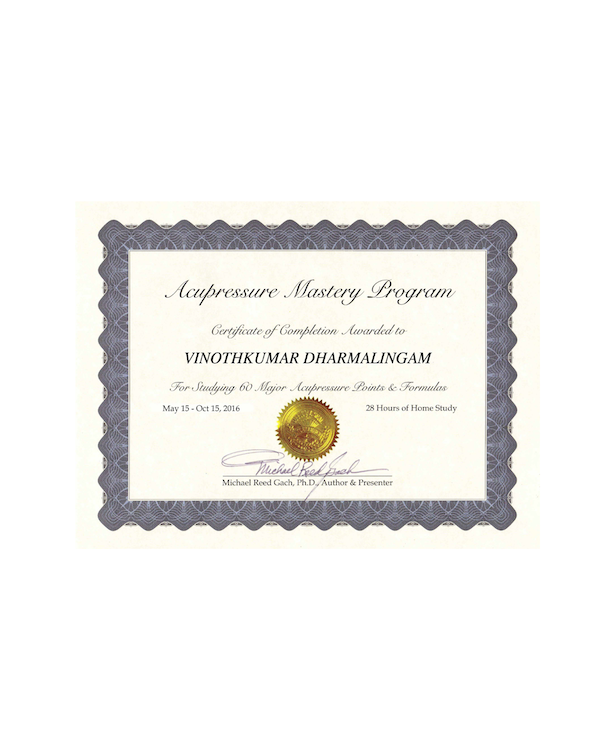 Acupressure Mastery Program
Certificate of Completion Awarded to
VINOTHKUMAR DHARMALINGAM
For Studying 60 Major Acupressure Points & Formulas
May 15 - Oct 15, 2016 28 Hours of Home Study
Michael Reed Gach
Michael Reed Gach, Ph.D., Author & Presenter